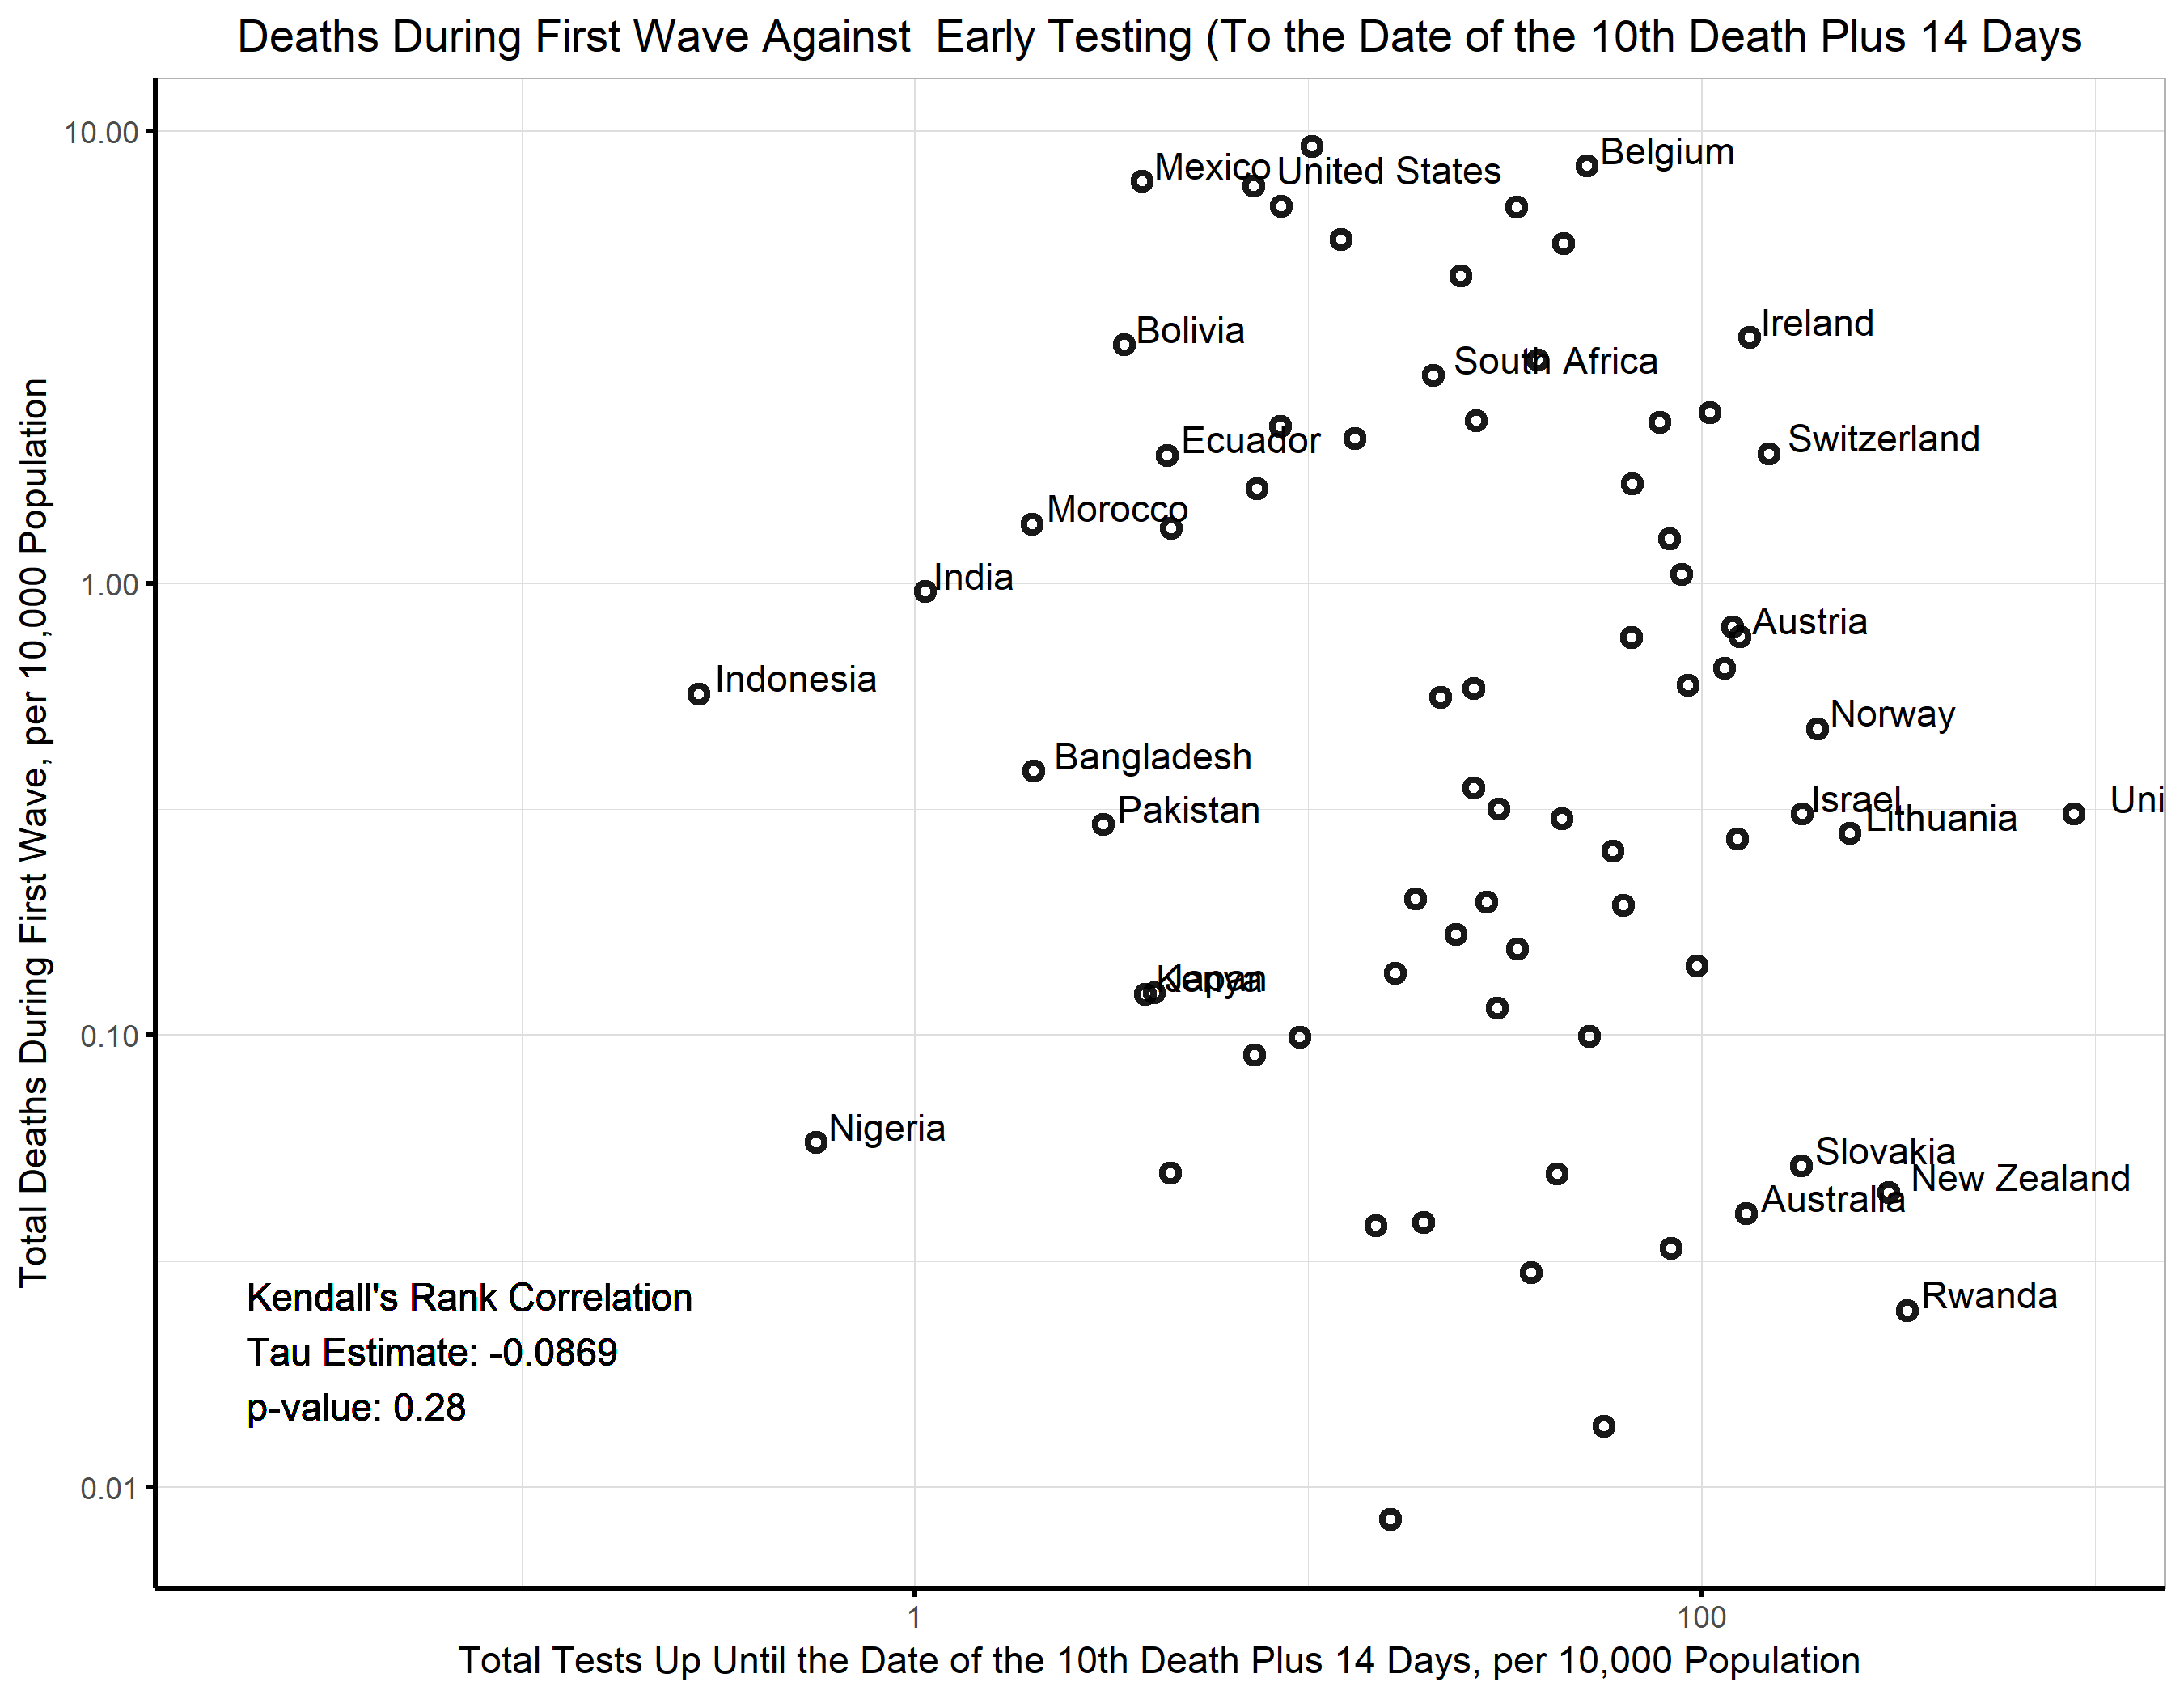 Deaths During First Wave Against  Early Testing (To the Date of the 10th Death Plus 14 Days
Total Deaths During First Wave, per 10,000 Population
10.00
1.00
0.10
0.01
Mexico
United States
Belgium
Bolivia
Ireland
South Africa
Ecuador
Switzerland
Morocco
India
Austria
Indonesia
Norway
Bangladesh
Pakistan
Israel
Lithuania
Uni
Kenya
Japan
Nigeria
Slovakia
New Zealand
Australia
Rwanda
Kendall's Rank Correlation
Tau Estimate: -0.0869
p-value: 0.28
1
100
Total Tests Up Until the Date of the 10th Death Plus 14 Days, per 10,000 Population